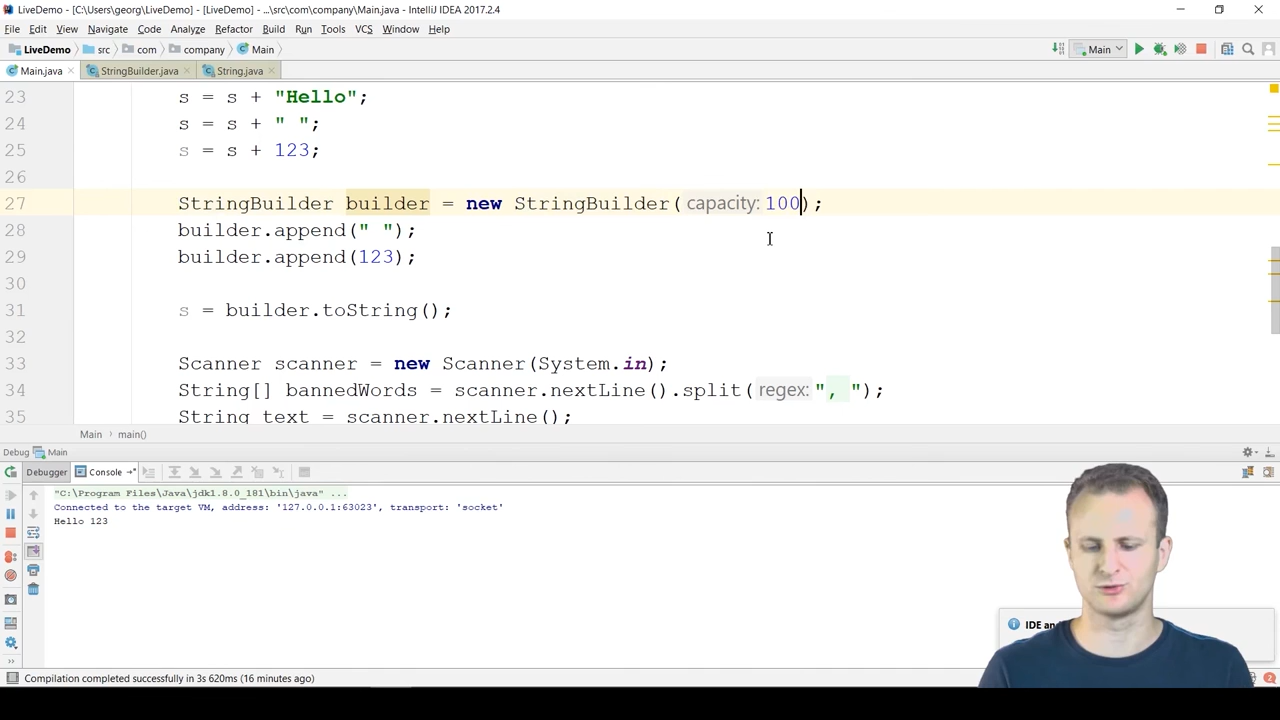 LiveDemo - [C:\Users\georg\LiveDemo] - [LiveDemo] - ...\src\com\company\Main.java - IntelliJ IDEA 2017.2.4
File Edit View Navigate Code Analyze Refactor Build Run Tools VCS Window Help
LiveDemo src com company Main Main
Main.java StringBuilder.java String.java
23 s = s + "Hello";
24 s = s + " ";
25 s = s + 123;
26
27 StringBuilder builder = new StringBuilder( capacity: 100);
28 builder.append(" ");
29 builder.append(123);
30
31 s = builder.toString();
32
33 Scanner scanner = new Scanner(System.in);
34 String[] bannedWords = scanner.nextLine().split( regex: ", ");
35 String text = scanner.nextLine();
Main main()
Debug Main
Debugger Console
"C:\Program Files\Java\jdk1.8.0_181\bin\java" ...
Connected to the target VM, address: '127.0.0.1:63023', transport: 'socket'
Hello 123
IDE
Compilation completed successfully in 3s 620ms (16 minutes ago)
2